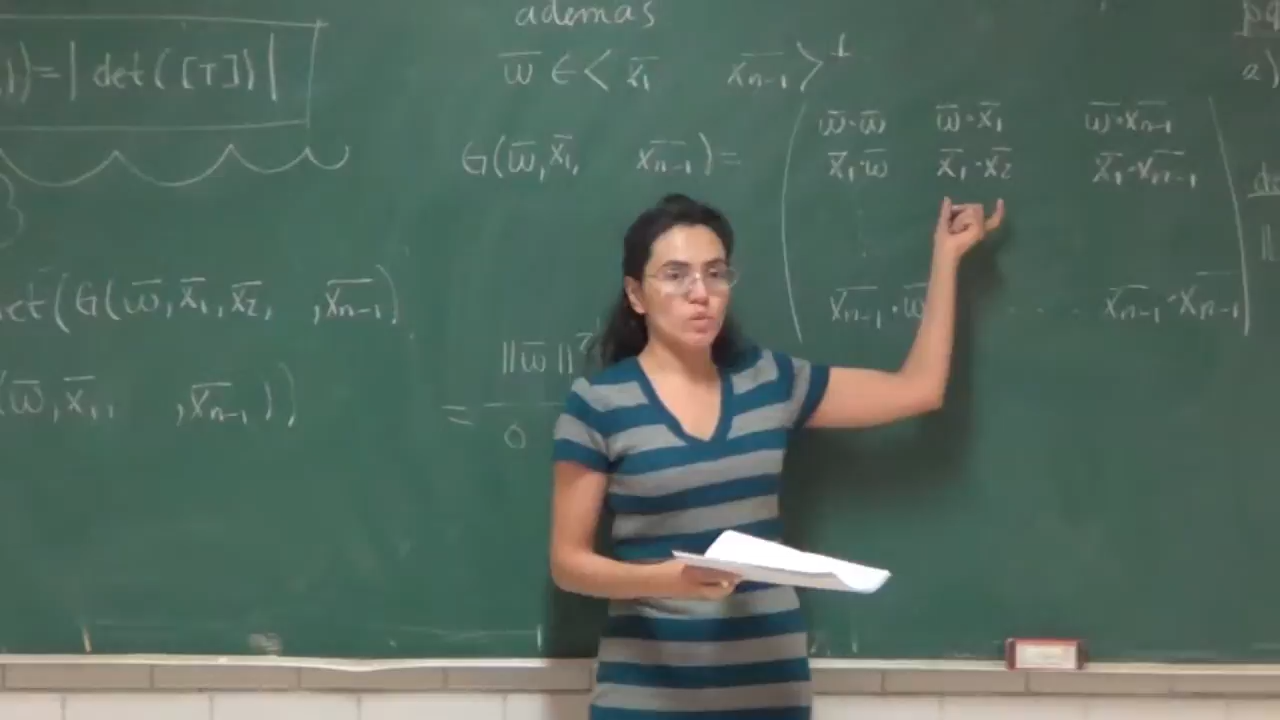 ,1)=| det([T])|
además
w̅ ∈ < x̅₁ x̅ₙ₋₁ >⊥
G(w̅, x̅₁, x̅ₙ₋₁) =
w̅·w̅ w̅·x̅₁ w̅·x̅ₙ₋₁
x̅₁·w̅ x̅₁·x̅₂ x̅₁·x̅ₙ₋₁
x̅ₙ₋₁·w̅ . . . . x̅ₙ₋₁·x̅ₙ₋₁
et(G(w̅, x̅₁, x̅₂, , x̅ₙ₋₁)
(w̅, x̅₁, , x̅ₙ₋₁))
||w̅||²
=
0
a)